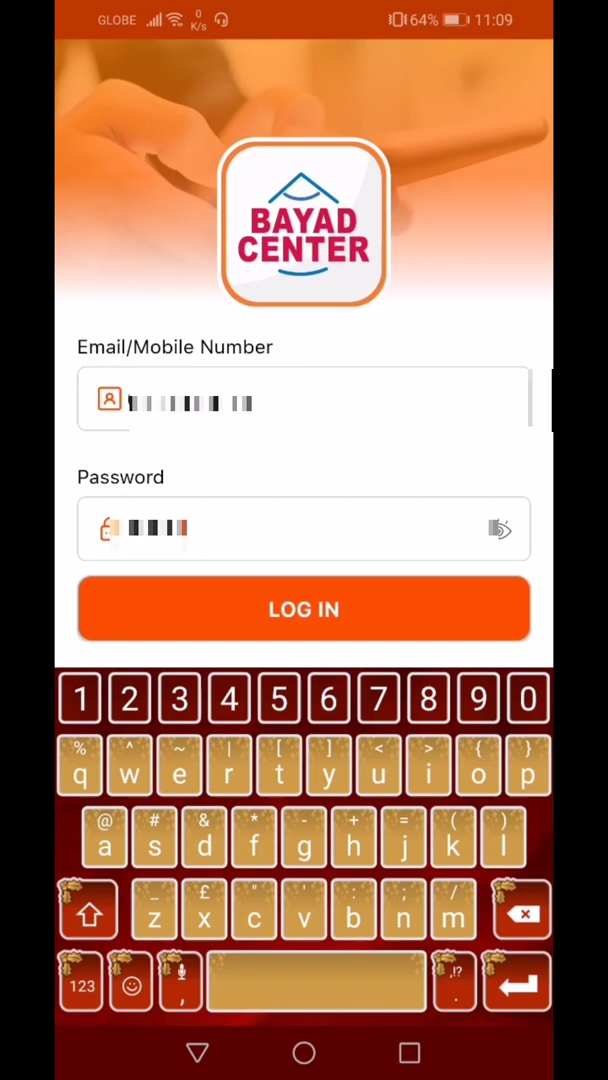 GLOBE 0 K/s 64% 11:09
BAYAD
CENTER
Email/Mobile Number
Password
LOG IN
1 2 3 4 5 6 7 8 9 0
% ^ ~ | [ ] < > { }
q w e r t y u i o p
@ # & * - + = ( )
a s d f g h j k l
_ £ " ' : ; /
z x c v b n m
123 , ,!? .